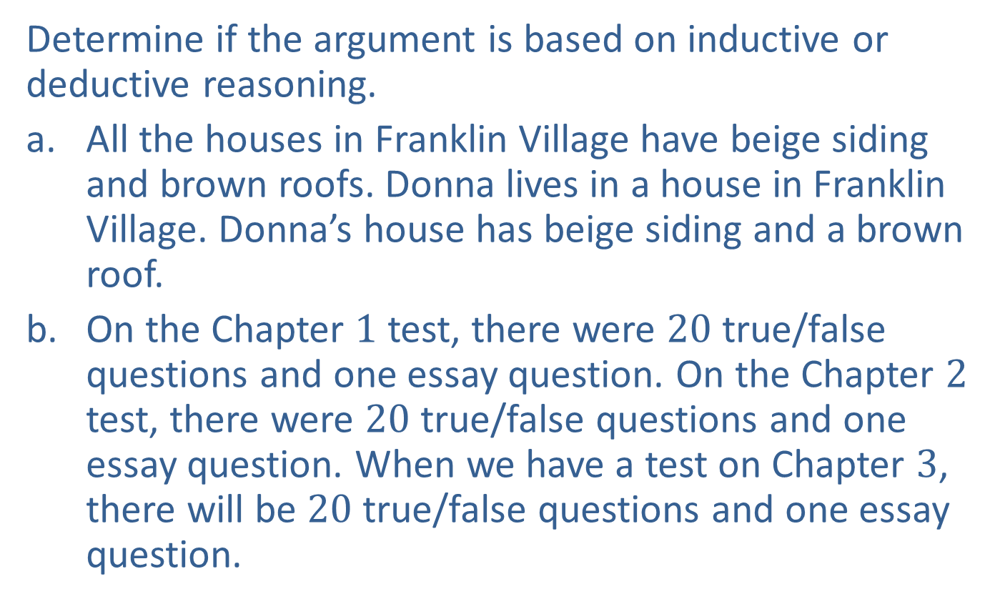 Determine if the argument is based on inductive or
deductive reasoning.
a. All the houses in Franklin Village have beige siding
and brown roofs. Donna lives in a house in Franklin
Village. Donna’s house has beige siding and a brown
roof.
b. On the Chapter 1 test, there were 20 true/false
questions and one essay question. On the Chapter 2
test, there were 20 true/false questions and one
essay question. When we have a test on Chapter 3,
there will be 20 true/false questions and one essay
question.